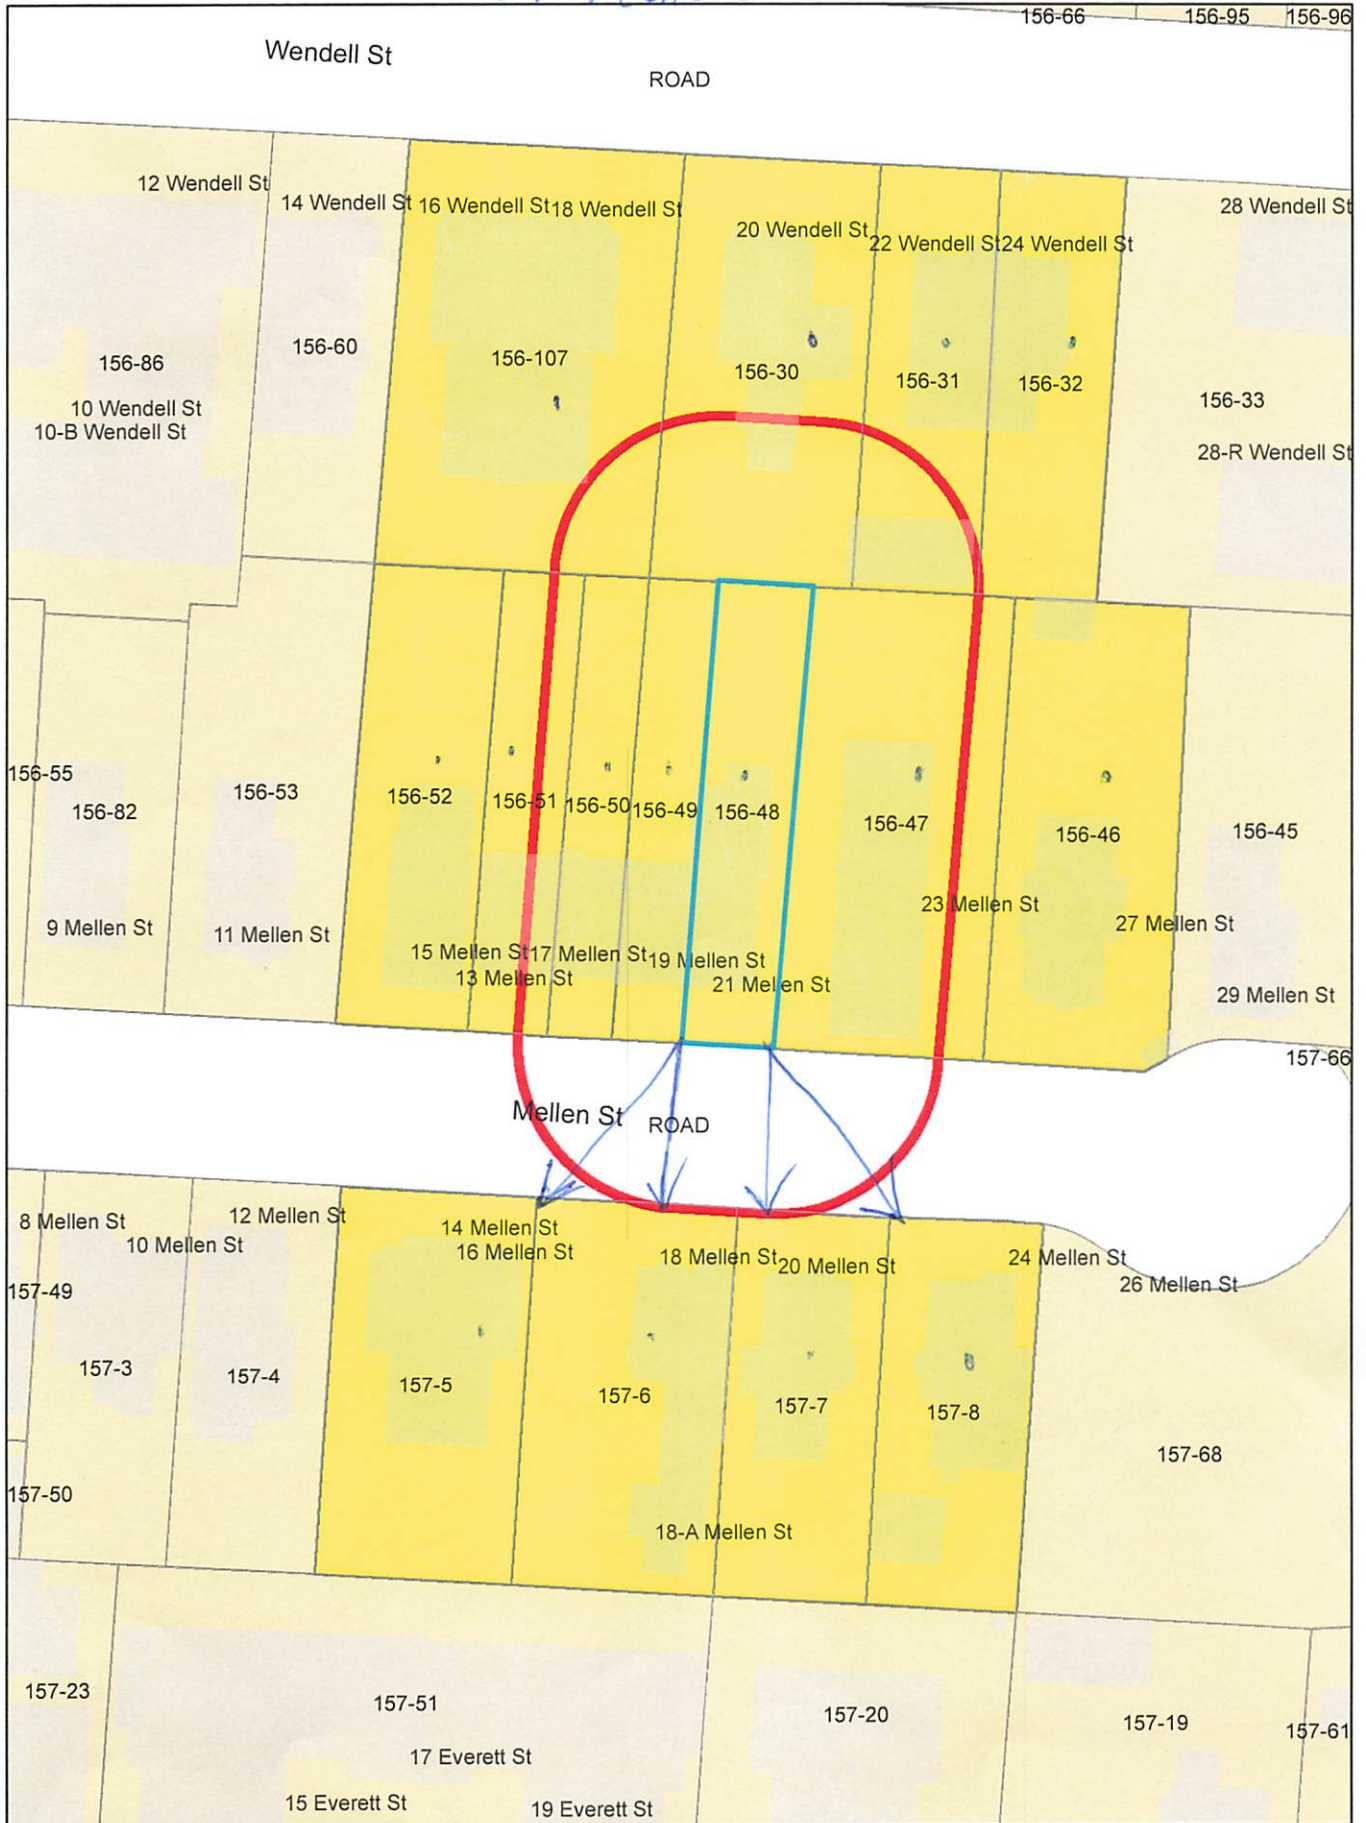 156-66
156-95
156-96
Wendell St
ROAD
12 Wendell St
14 Wendell St
16 Wendell St
18 Wendell St
20 Wendell St
22 Wendell St
24 Wendell St
28 Wendell St
156-86
156-60
156-107
156-30
156-31
156-32
156-33
10 Wendell St
10-B Wendell St
28-R Wendell St
156-55
156-82
156-53
156-52
156-51
156-50
156-49
156-48
156-47
156-46
156-45
9 Mellen St
11 Mellen St
15 Mellen St
17 Mellen St
19 Mellen St
23 Mellen St
27 Mellen St
13 Mellen St
21 Mellen St
29 Mellen St
157-66
Mellen St
ROAD
8 Mellen St
12 Mellen St
10 Mellen St
14 Mellen St
16 Mellen St
18 Mellen St
20 Mellen St
24 Mellen St
26 Mellen St
157-49
157-3
157-4
157-5
157-6
157-7
157-8
157-68
157-50
18-A Mellen St
157-23
157-51
157-20
157-19
157-61
17 Everett St
15 Everett St
19 Everett St